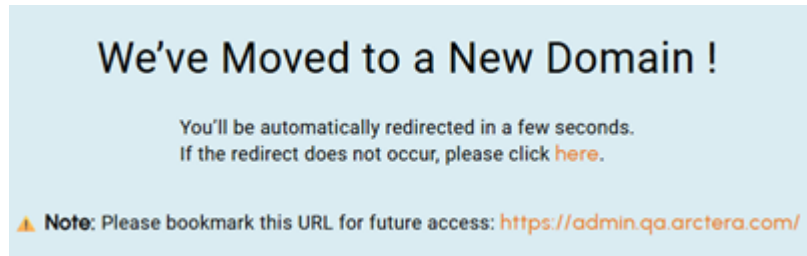 We’ve Moved to a New Domain !
You’ll be automatically redirected in a few seconds.
If the redirect does not occur, please click here.
Note: Please bookmark this URL for future access: https://admin.qa.arctera.com/